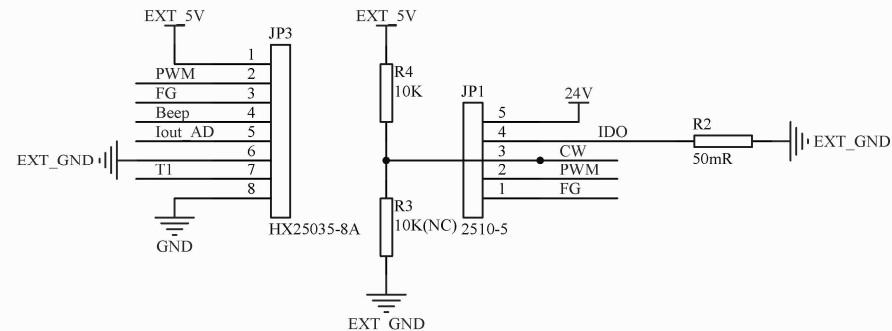 EXT_5V
JP3
1
PWM 2
FG 3
Beep 4
Iout_AD 5
EXT_GND 6
T1 7
8
GND
HX25035-8A
EXT_5V
R4
10K
R3
10K(NC)
EXT_GND
JP1
24V
5
4 IDO
3 CW
2 PWM
1 FG
2510-5
R2
50mR
EXT_GND